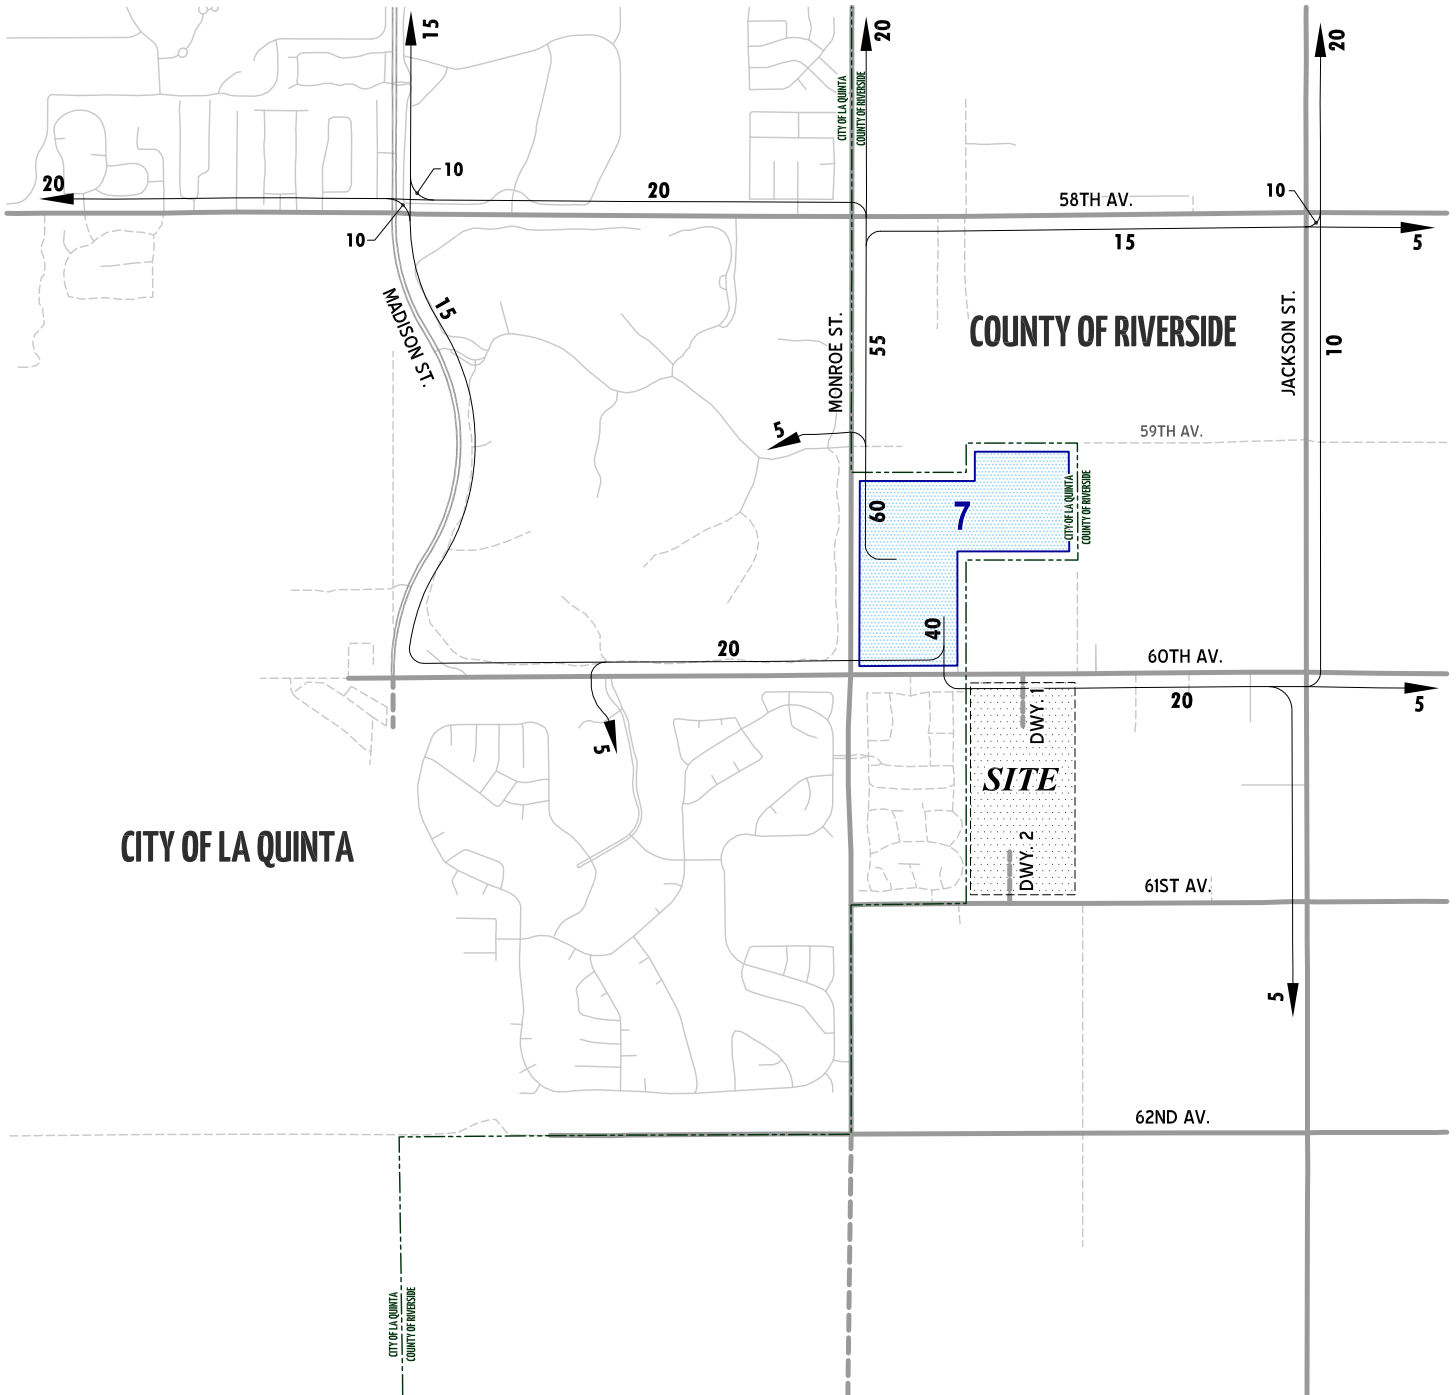 15
20
20
CITY OF LA QUINTA
COUNTY OF RIVERSIDE
10
20
20
58TH AV.
10
10
15
5
MADISON ST.
15
MONROE ST.
55
COUNTY OF RIVERSIDE
JACKSON ST.
10
5
59TH AV.
60
7
CITY OF LA QUINTA
COUNTY OF RIVERSIDE
40
20
60TH AV.
20
5
5
DWY. 1
SITE
CITY OF LA QUINTA
DWY. 2
61ST AV.
5
62ND AV.
CITY OF LA QUINTA
COUNTY OF RIVERSIDE